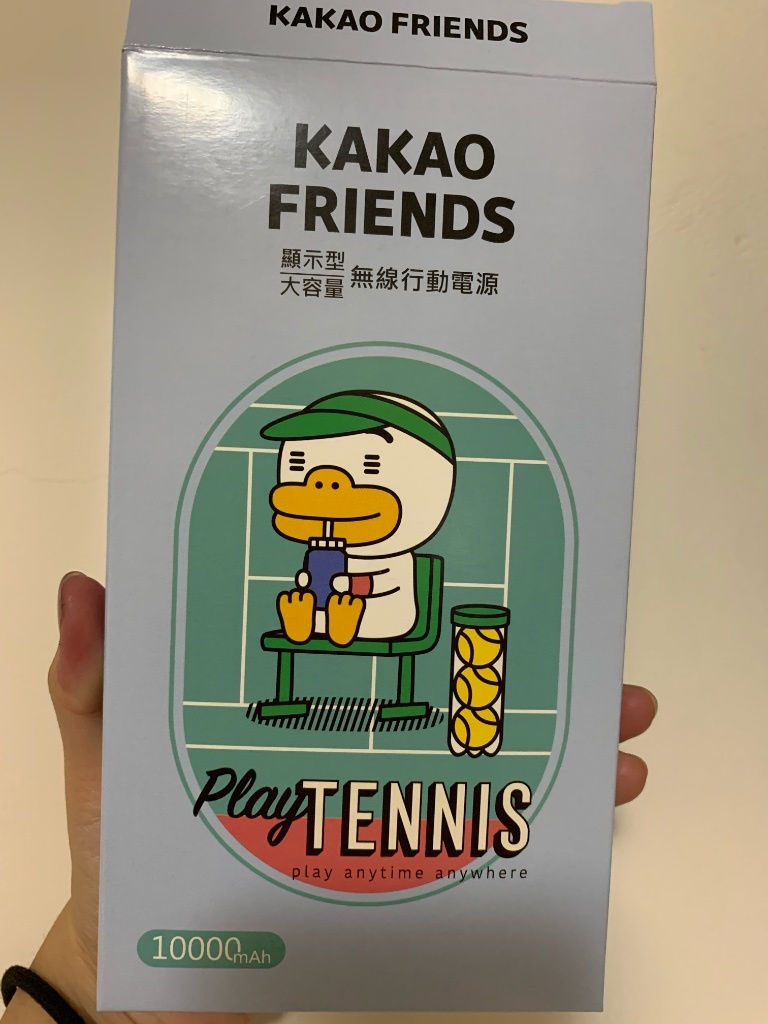 KAKAO FRIENDS
KAKAO
FRIENDS
顯示型
大容量
無線行動電源
Play TENNIS
play anytime anywhere
10000mAh